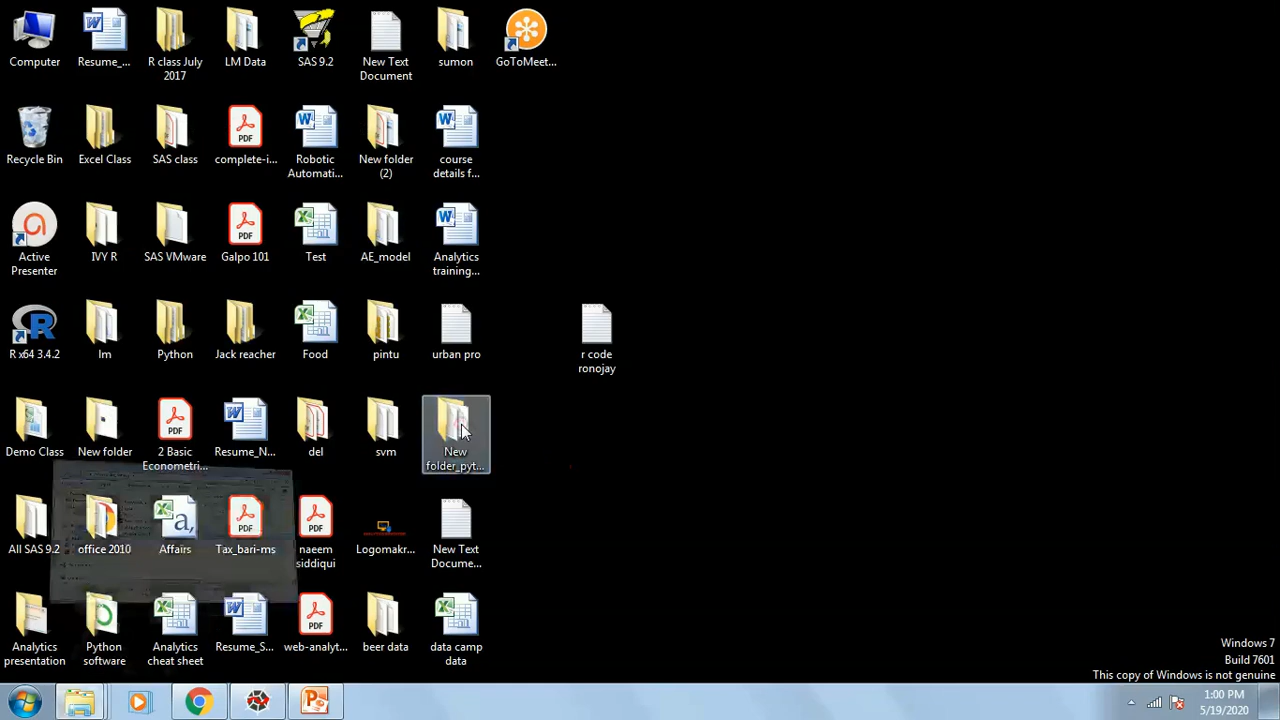 Computer
Resume_...
R class July
2017
LM Data
SAS 9.2
New Text
Document
sumon
GoToMeet...
Recycle Bin
Excel Class
SAS class
complete-i...
Robotic
Automati...
New folder
(2)
course
details f...
Active
Presenter
IVY R
SAS VMware
Galpo 101
Test
AE_model
Analytics
training...
R x64 3.4.2
lm
Python
Jack reacher
Food
pintu
urban pro
r code
ronojay
Demo Class
New folder
2 Basic
Econometri...
Resume_N...
del
svm
New
folder_pyt...
All SAS 9.2
office 2010
Affairs
Tax_bari-ms
naeem
siddiqui
Logomakr...
New Text
Docume...
Analytics
presentation
Python
software
Analytics
cheat sheet
Resume_S...
web-analyt...
beer data
data camp
data
Windows 7
Build 7601
This copy of Windows is not genuine
1:00 PM
5/19/2020